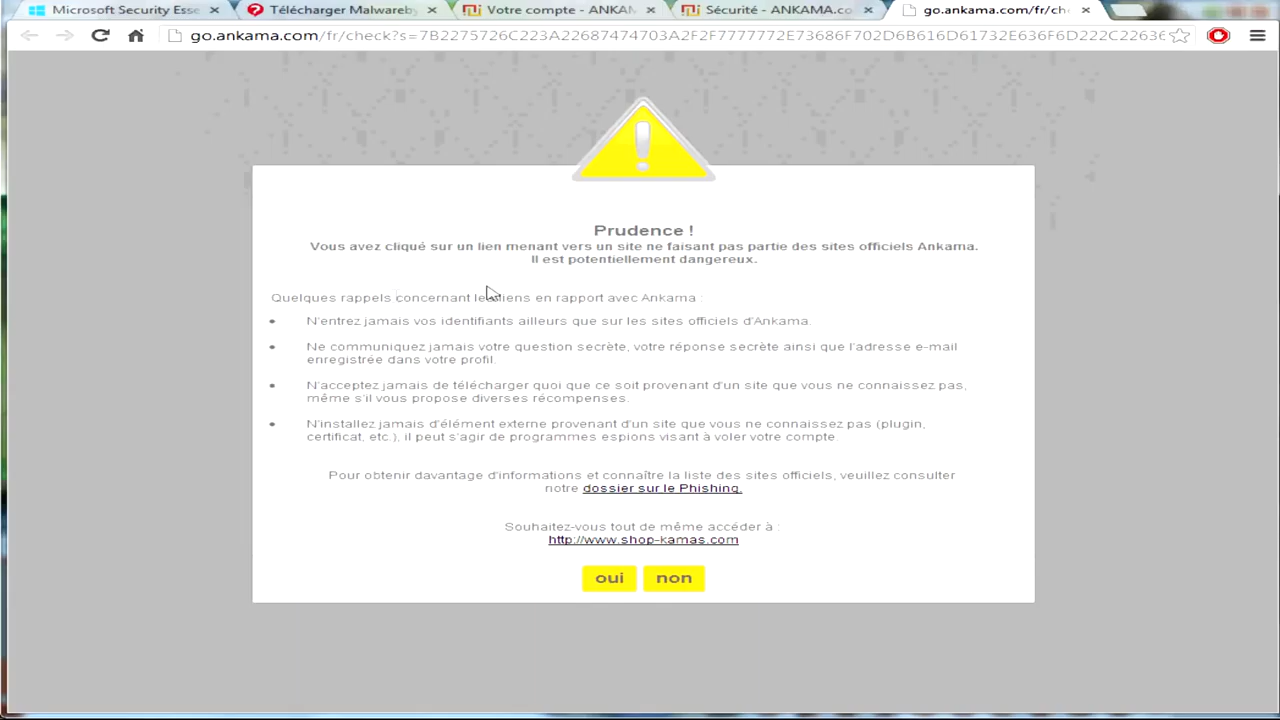 Microsoft Security Esse
Télécharger Malwareby
Votre compte - ANKAM
Sécurité - ANKAMA.co
go.ankama.com/fr/che
go.ankama.com/fr/check?s=7B2275726C223A22687474703A2F2F7777772E73686F702D6B616D61732E636F6D222C22636
Prudence !
Vous avez cliqué sur un lien menant vers un site ne faisant pas partie des sites officiels Ankama.
Il est potentiellement dangereux.
Quelques rappels concernant les liens en rapport avec Ankama :
N'entrez jamais vos identifiants ailleurs que sur les sites officiels d'Ankama.
Ne communiquez jamais votre question secrète, votre réponse secrète ainsi que l'adresse e-mail
enregistrée dans votre profil.
N'acceptez jamais de télécharger quoi que ce soit provenant d'un site que vous ne connaissez pas,
même s'il vous propose diverses récompenses.
N'installez jamais d'élément externe provenant d'un site que vous ne connaissez pas (plugin,
certificat, etc.), il peut s'agir de programmes espions visant à voler votre compte.
Pour obtenir davantage d'informations et connaître la liste des sites officiels, veuillez consulter
notre dossier sur le Phishing.
Souhaitez-vous tout de même accéder à :
http://www.shop-kamas.com
oui non